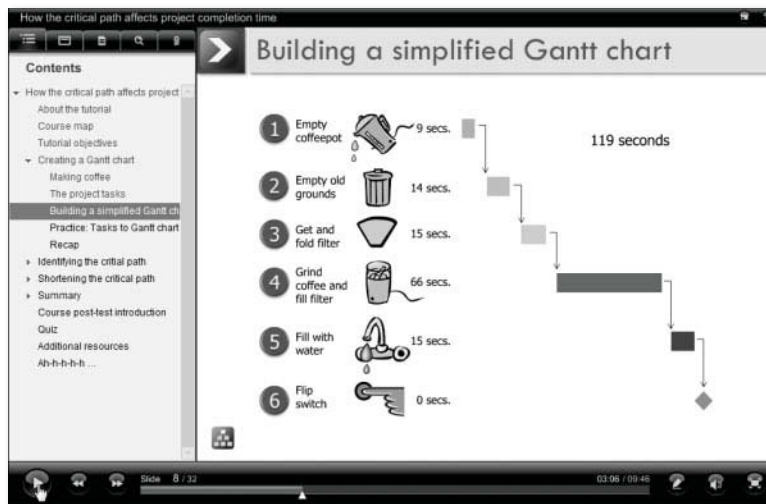 How the critical path affects project completion time
Contents
How the critical path affects project
About the tutorial
Course map
Tutorial objectives
Creating a Gantt chart
Making coffee
The project tasks
Building a simplified Gantt ch
Practice: Tasks to Gantt chart
Recap
Identifying the critial path
Shortening the critical path
Summary
Course post-test introduction
Quiz
Additional resources
Ah-h-h-h-h ...
Building a simplified Gantt chart
119 seconds
1 Empty
coffeepot
9 secs.
2 Empty old
grounds
14 secs.
3 Get and
fold filter
15 secs.
4 Grind
coffee and
fill filter
66 secs.
5 Fill with
water
15 secs.
6 Flip
switch
0 secs.
Slide 8 / 32
03:06 / 09:46